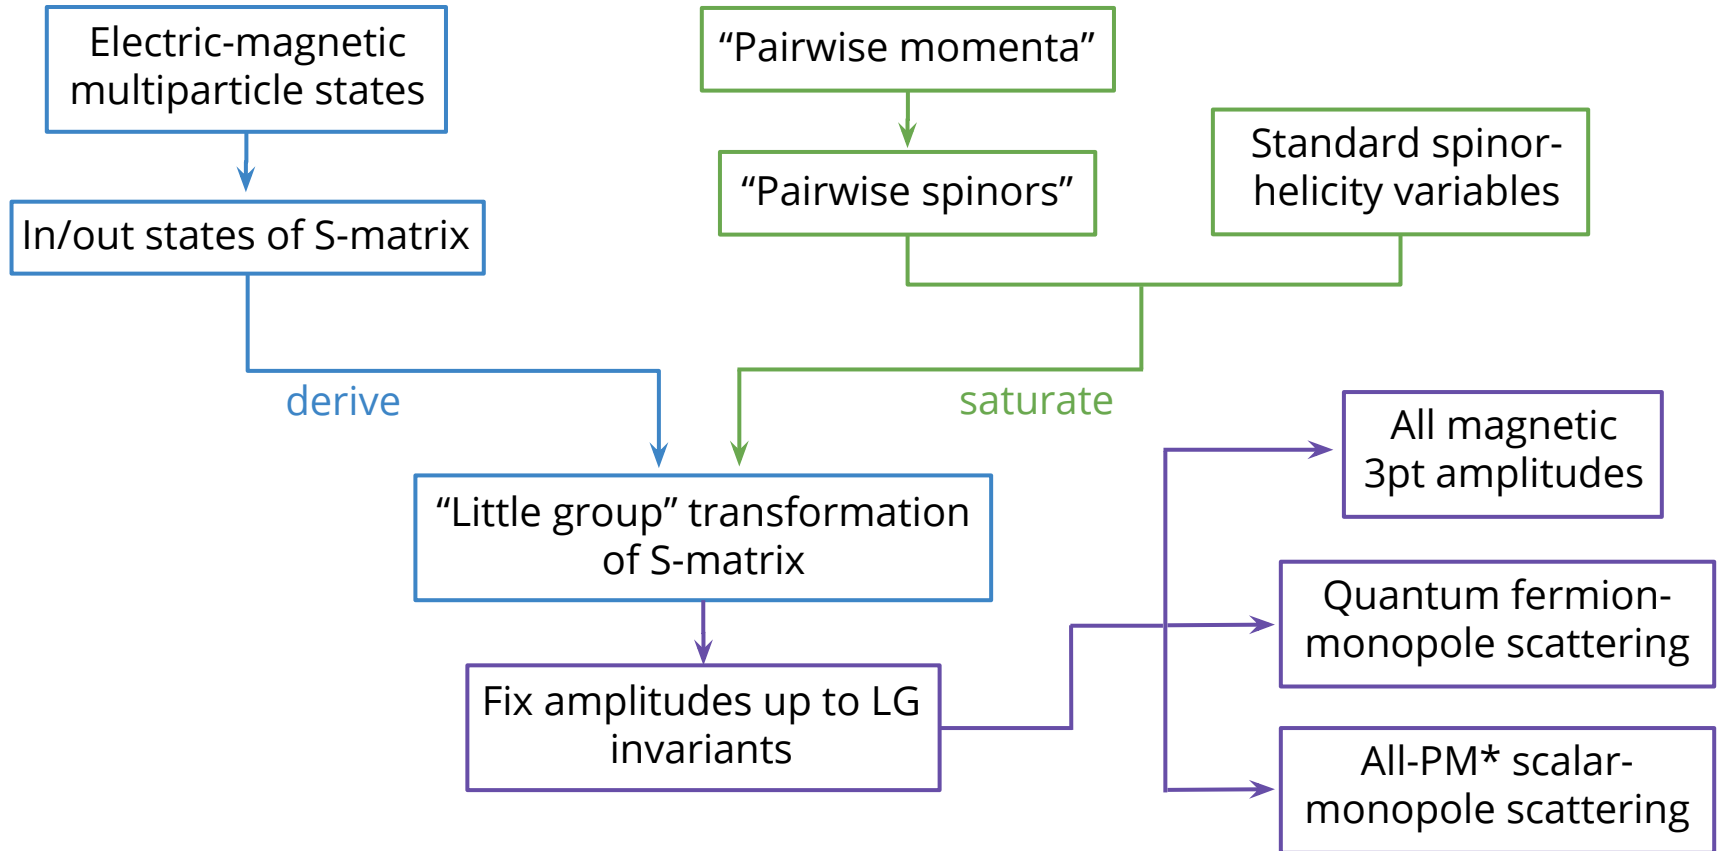 Electric-magnetic
multiparticle states
In/out states of S-matrix
“Pairwise momenta”
“Pairwise spinors”
Standard spinor-
helicity variables
derive
saturate
“Little group” transformation
of S-matrix
Fix amplitudes up to LG
invariants
All magnetic
3pt amplitudes
Quantum fermion-
monopole scattering
All-PM* scalar-
monopole scattering